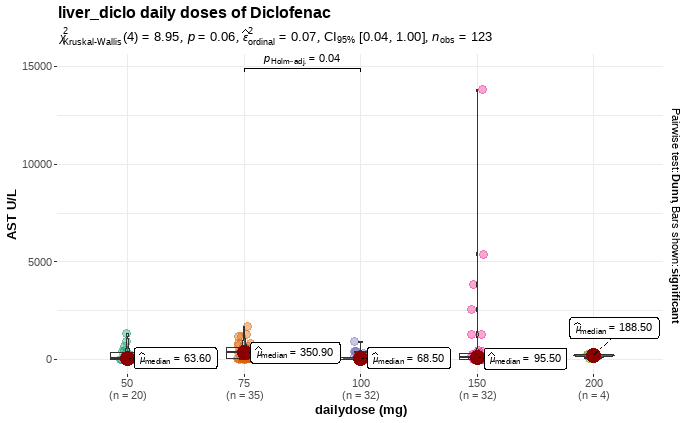 liver_diclo daily doses of Diclofenac
χ²Kruskal-Wallis(4) = 8.95, p = 0.06, ε̂²ordinal = 0.07, CI95% [0.04, 1.00], nobs = 123
pHolm-adj. = 0.04
15000
10000
5000
0
AST U/L
μ̂median = 63.60
μ̂median = 350.90
μ̂median = 68.50
μ̂median = 95.50
μ̂median = 188.50
50
(n = 20)
75
(n = 35)
100
(n = 32)
150
(n = 32)
200
(n = 4)
dailydose (mg)
Pairwise test: Dunn, Bars shown: significant